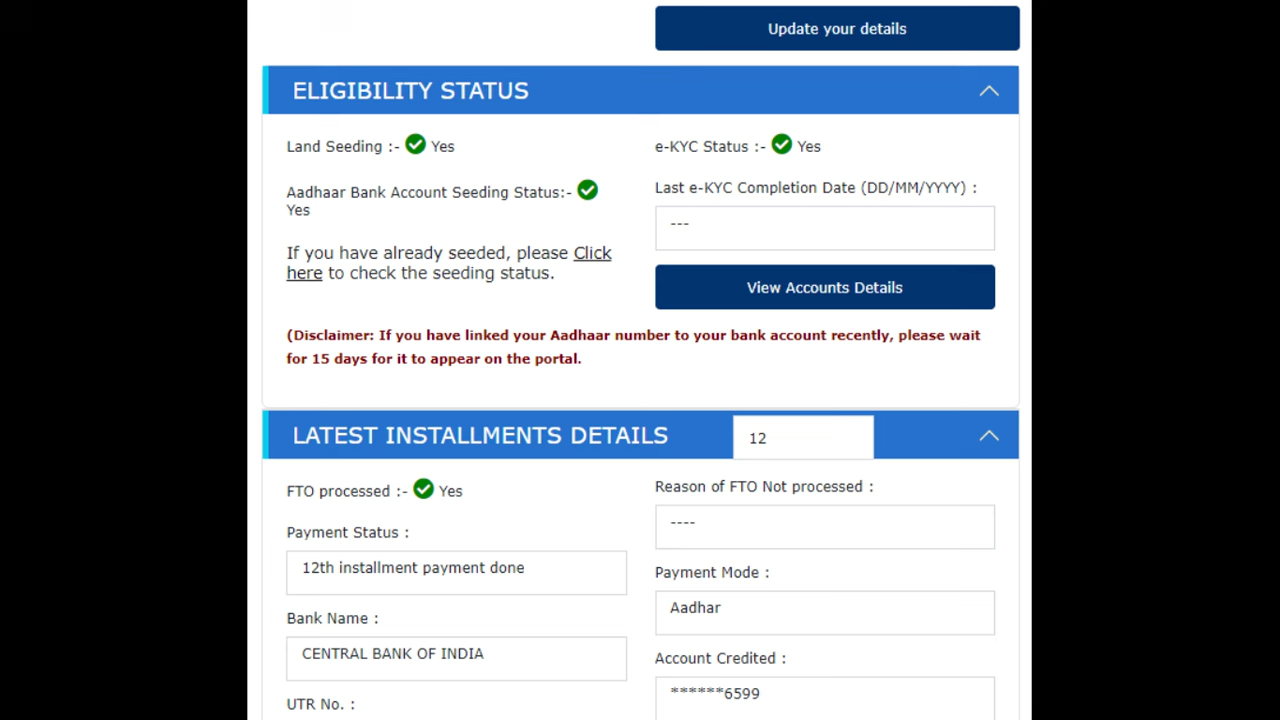 Update your details
ELIGIBILITY STATUS
Land Seeding :- Yes
e-KYC Status :- Yes
Aadhaar Bank Account Seeding Status:-
Yes
Last e-KYC Completion Date (DD/MM/YYYY) :
---
If you have already seeded, please Click
here to check the seeding status.
View Accounts Details
(Disclaimer: If you have linked your Aadhaar number to your bank account recently, please wait
for 15 days for it to appear on the portal.
LATEST INSTALLMENTS DETAILS
12
FTO processed :- Yes
Reason of FTO Not processed :
----
Payment Status :
12th installment payment done
Payment Mode :
Aadhar
Bank Name :
CENTRAL BANK OF INDIA
Account Credited :
******6599
UTR No. :